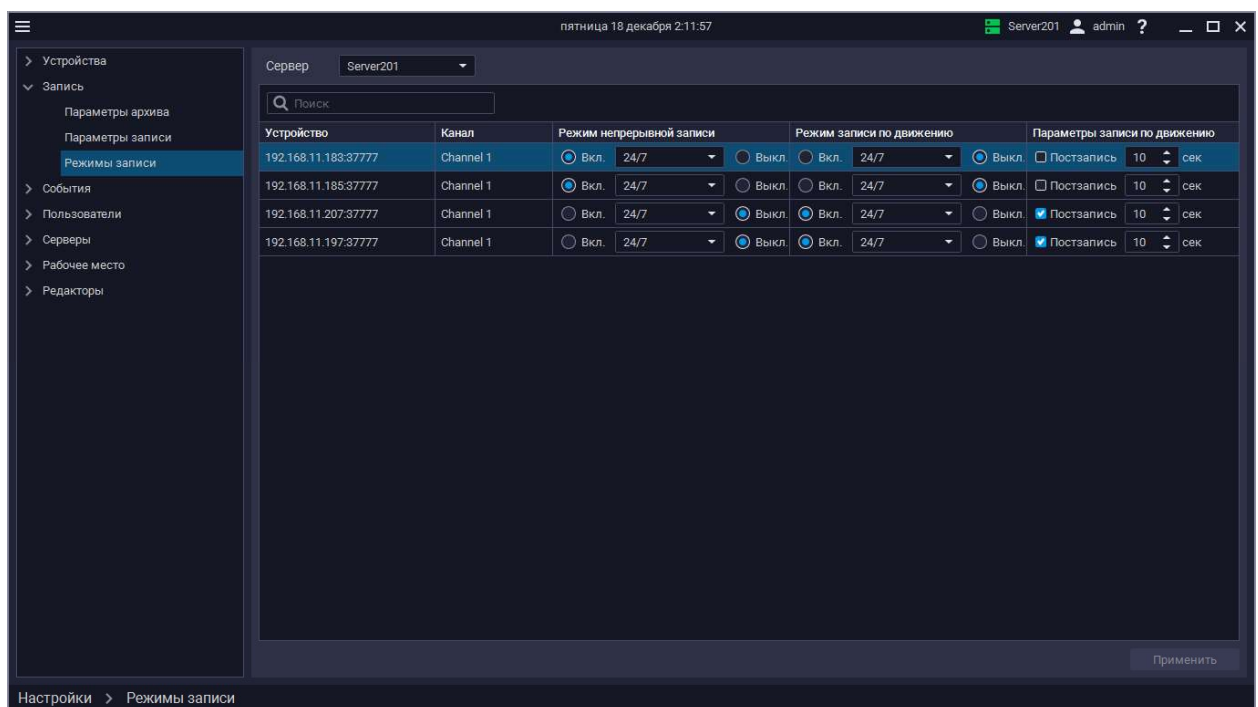 пятница 18 декабря 2:11:57 Server201 admin ?
Устройства
Запись
Параметры архива
Параметры записи
Режимы записи
События
Пользователи
Серверы
Рабочее место
Редакторы
Сервер Server201
Поиск
Устройство Канал Режим непрерывной записи Режим записи по движению Параметры записи по движению
192.168.11.183:37777 Channel 1 Вкл. 24/7 Выкл. Вкл. 24/7 Выкл. Постзапись 10 сек
192.168.11.185:37777 Channel 1 Вкл. 24/7 Выкл. Вкл. 24/7 Выкл. Постзапись 10 сек
192.168.11.207:37777 Channel 1 Вкл. 24/7 Выкл. Вкл. 24/7 Выкл. Постзапись 10 сек
192.168.11.197:37777 Channel 1 Вкл. 24/7 Выкл. Вкл. 24/7 Выкл. Постзапись 10 сек
Применить
Настройки > Режимы записи